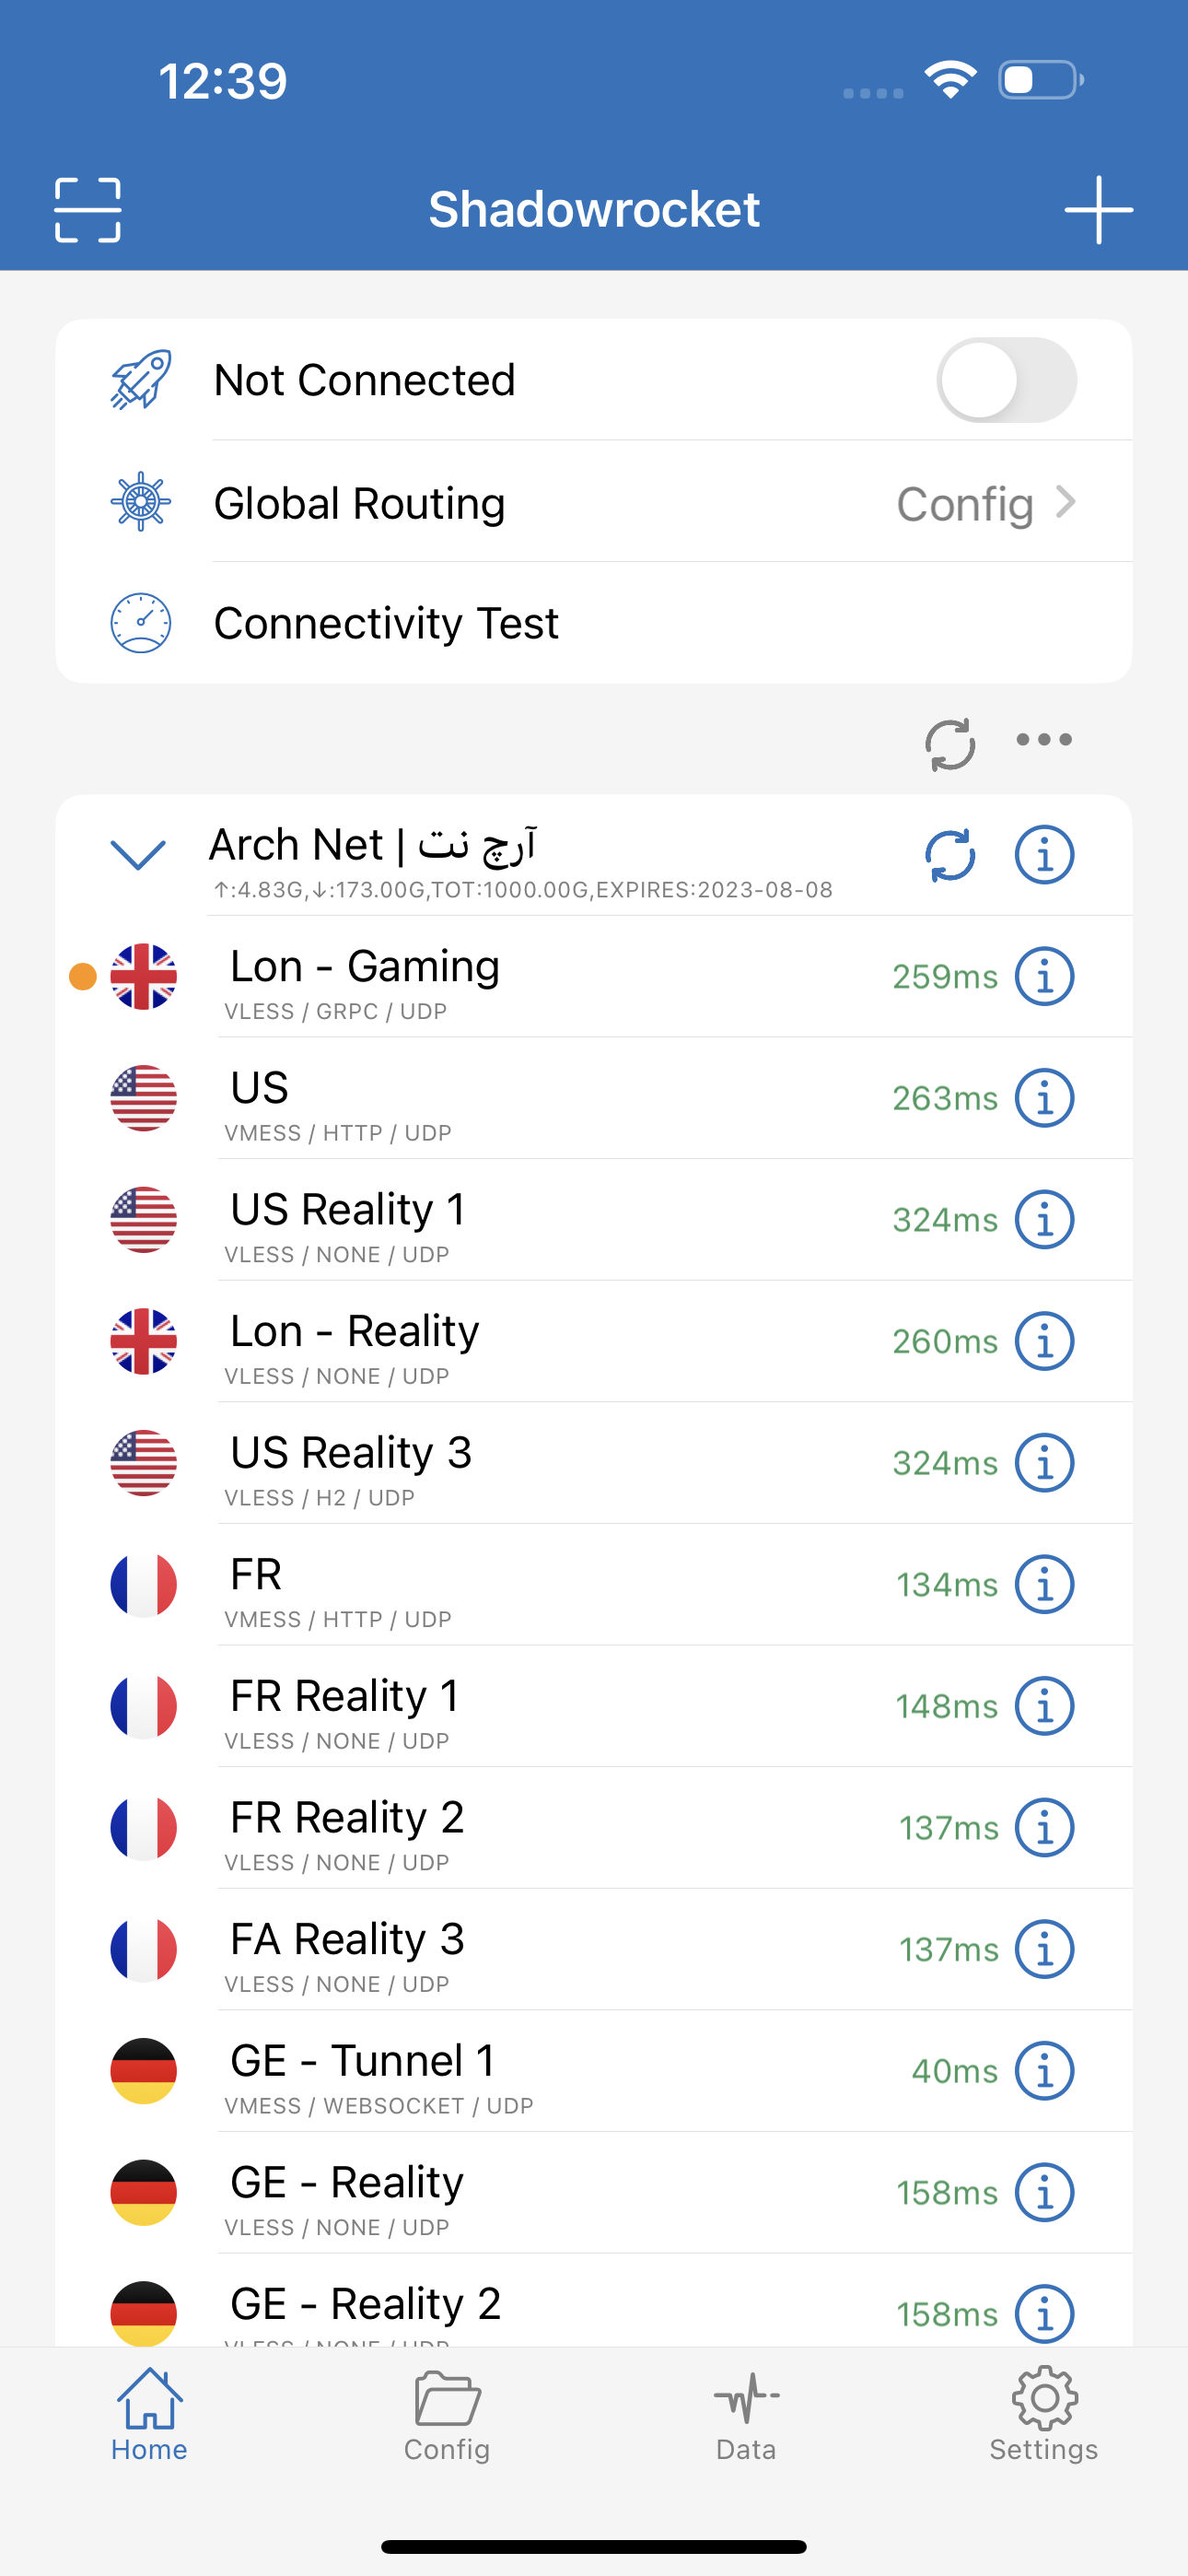 12:39
Shadowrocket
Not Connected
Global Routing Config
Connectivity Test
Arch Net | آرچ نت
↑:4.83G,↓:173.00G,TOT:1000.00G,EXPIRES:2023-08-08
Lon - Gaming 259ms
VLESS / GRPC / UDP
US 263ms
VMESS / HTTP / UDP
US Reality 1 324ms
VLESS / NONE / UDP
Lon - Reality 260ms
VLESS / NONE / UDP
US Reality 3 324ms
VLESS / H2 / UDP
FR 134ms
VMESS / HTTP / UDP
FR Reality 1 148ms
VLESS / NONE / UDP
FR Reality 2 137ms
VLESS / NONE / UDP
FA Reality 3 137ms
VLESS / NONE / UDP
GE - Tunnel 1 40ms
VMESS / WEBSOCKET / UDP
GE - Reality 158ms
VLESS / NONE / UDP
GE - Reality 2 158ms
VLESS / NONE / UDP
Home Config Data Settings